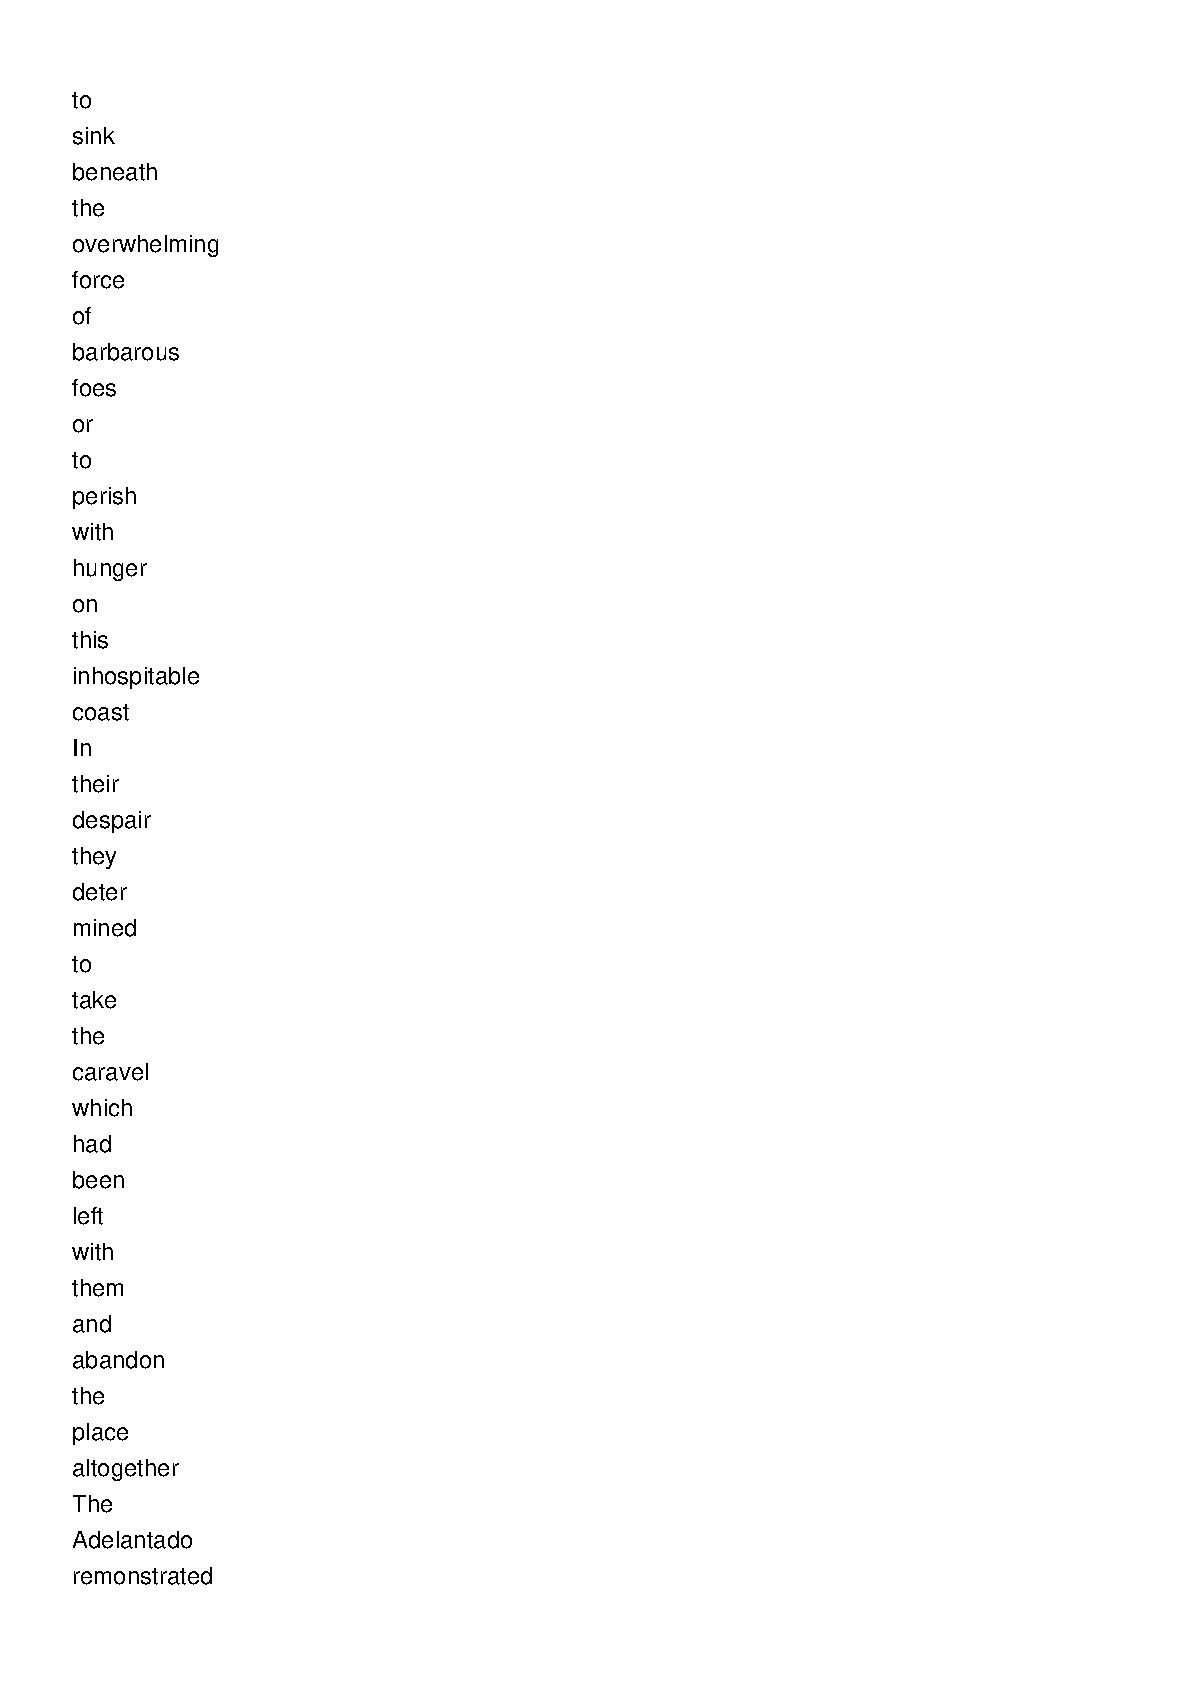 to
sink
beneath
the
overwhelming
force
of
barbarous
foes
or
to
perish
with
hunger
on
this
inhospitable
coast
In
their
despair
they
deter
mined
to
take
the
caravel
which
had
been
left
with
them
and
abandon
the
place
altogether
The
Adelantado
remonstrated